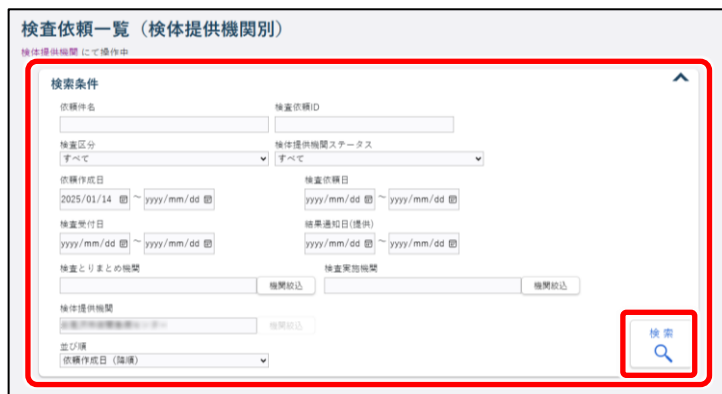 検査依頼一覧（検体提供機関別）
検体提供機関 にて操作中
検索条件
依頼件名 検査依頼ID
検査区分 検体提供機関ステータス
すべて すべて
依頼作成日 検査依頼日
2025/01/14 ~ yyyy/mm/dd yyyy/mm/dd ~ yyyy/mm/dd
検査受付日 結果通知日(提供)
yyyy/mm/dd ~ yyyy/mm/dd yyyy/mm/dd ~ yyyy/mm/dd
検査とりまとめ機関 検査実施機関
機関絞込 機関絞込
検体提供機関
機関絞込
並び順
依頼作成日（降順）
検索